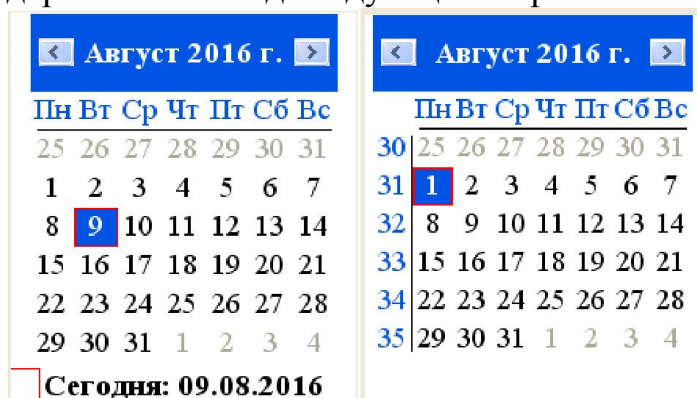 Август 2016 г.
Пн Вт Ср Чт Пт Сб Вс
25 26 27 28 29 30 31
1 2 3 4 5 6 7
8 9 10 11 12 13 14
15 16 17 18 19 20 21
22 23 24 25 26 27 28
29 30 31 1 2 3 4
Сегодня: 09.08.2016
Август 2016 г.
Пн Вт Ср Чт Пт Сб Вс
30 25 26 27 28 29 30 31
31 1 2 3 4 5 6 7
32 8 9 10 11 12 13 14
33 15 16 17 18 19 20 21
34 22 23 24 25 26 27 28
35 29 30 31 1 2 3 4